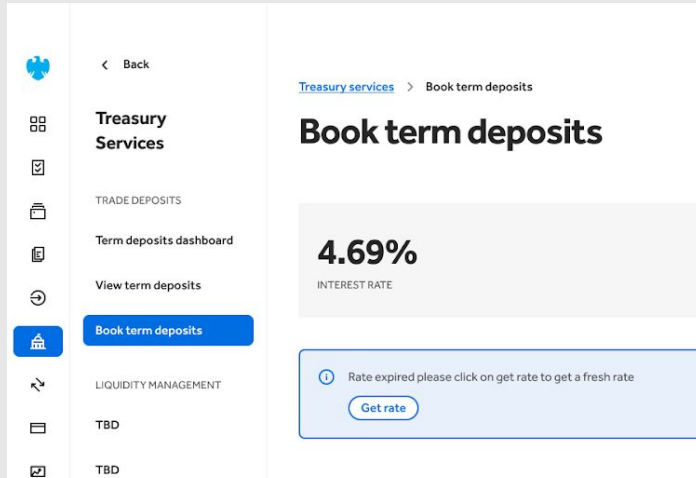 Back
Treasury
Services
TRADE DEPOSITS
Term deposits dashboard
View term deposits
Book term deposits
LIQUIDITY MANAGEMENT
TBD
TBD
Treasury services > Book term deposits
Book term deposits
4.69%
INTEREST RATE
Rate expired please click on get rate to get a fresh rate
Get rate